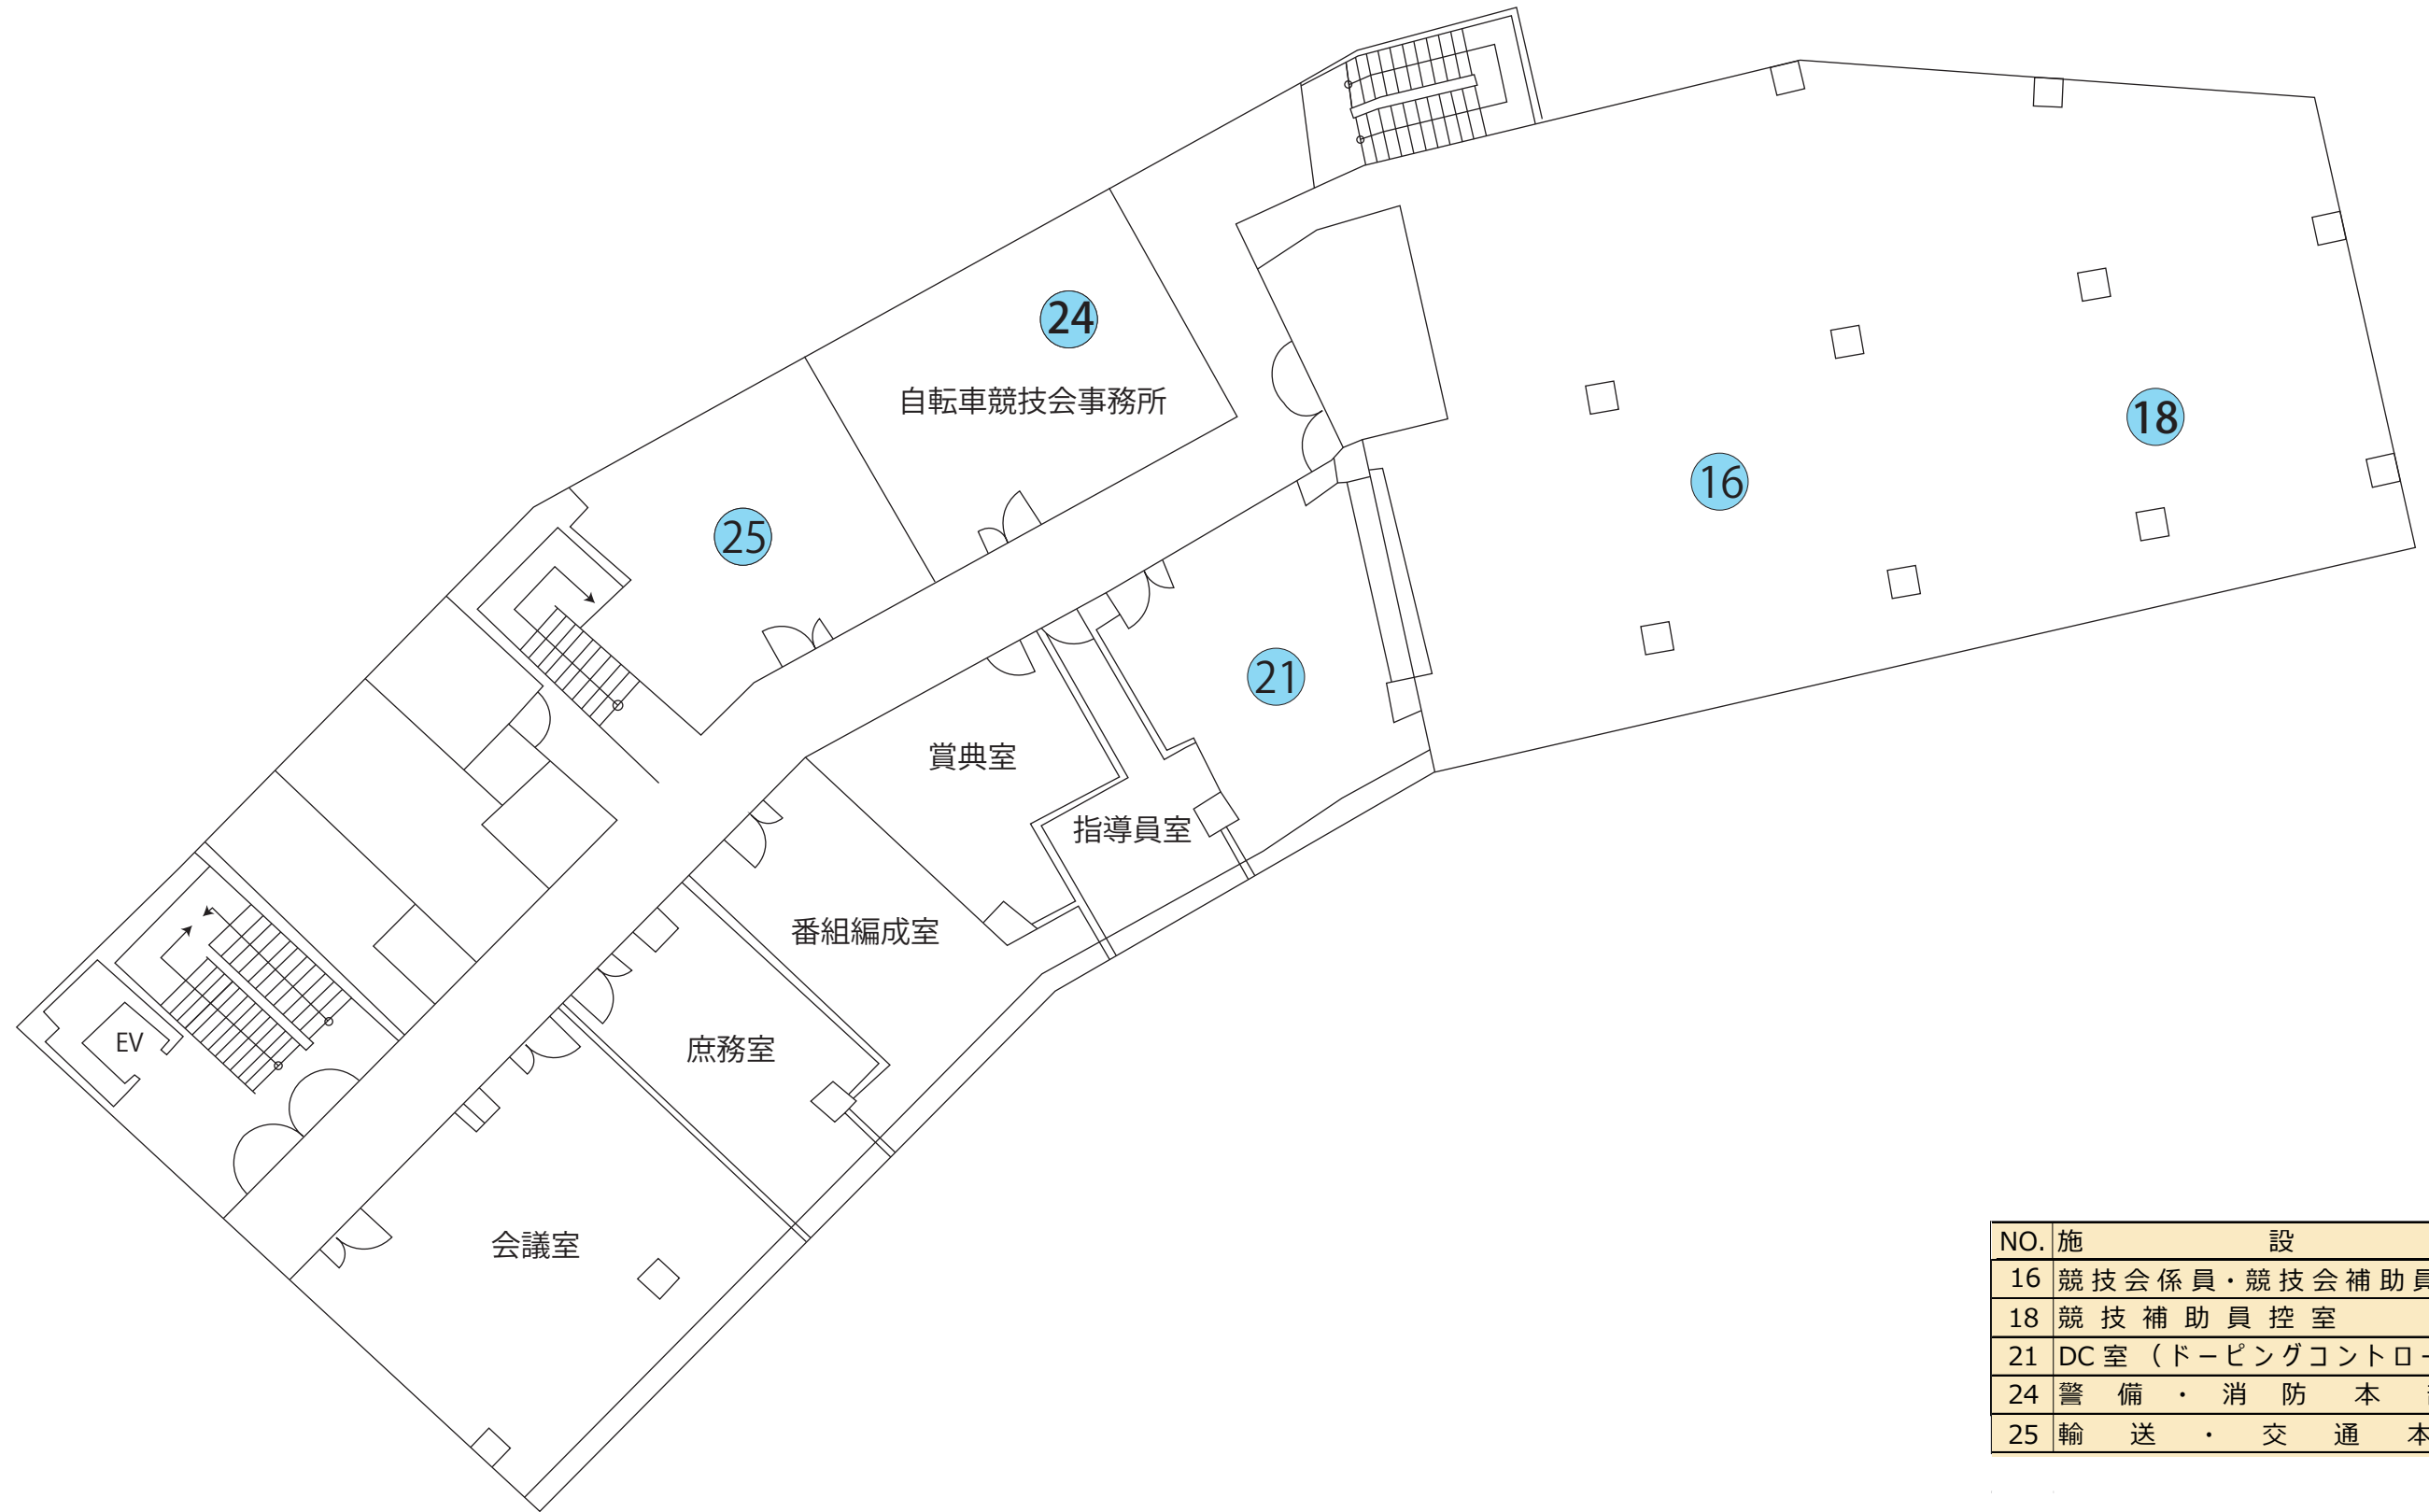 24
自転車競技会事務所
18
16
25
21
賞典室
指導員室
番組編成室
EV
庶務室
会議室
NO. 施 設
16 競技会係員・競技会補助員
18 競技補助員控室
21 DC室（ドーピングコントロー
24 警備・消防本
25 輸送・交通本